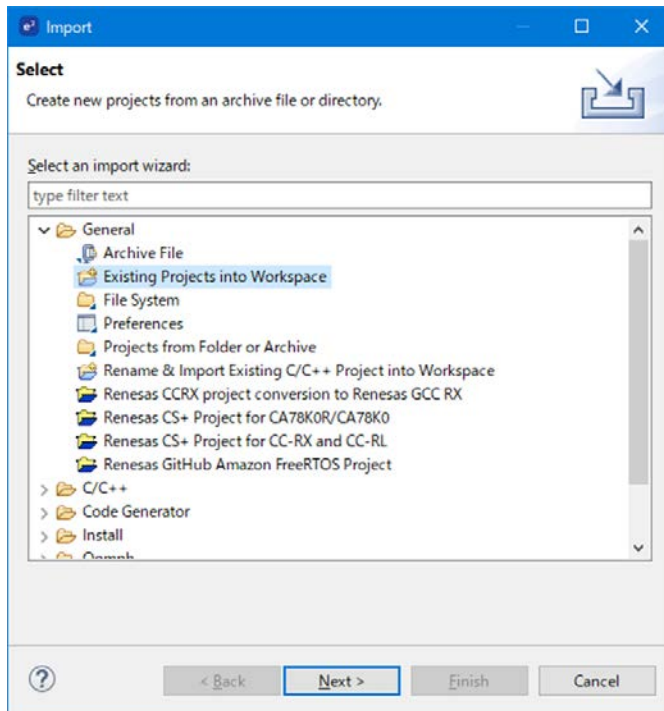 e² Import
Select
Create new projects from an archive file or directory.
Select an import wizard:
type filter text
General
Archive File
Existing Projects into Workspace
File System
Preferences
Projects from Folder or Archive
Rename & Import Existing C/C++ Project into Workspace
Renesas CCRX project conversion to Renesas GCC RX
Renesas CS+ Project for CA78K0R/CA78K0
Renesas CS+ Project for CC-RX and CC-RL
Renesas GitHub Amazon FreeRTOS Project
C/C++
Code Generator
Install
? < Back Next > Finish Cancel